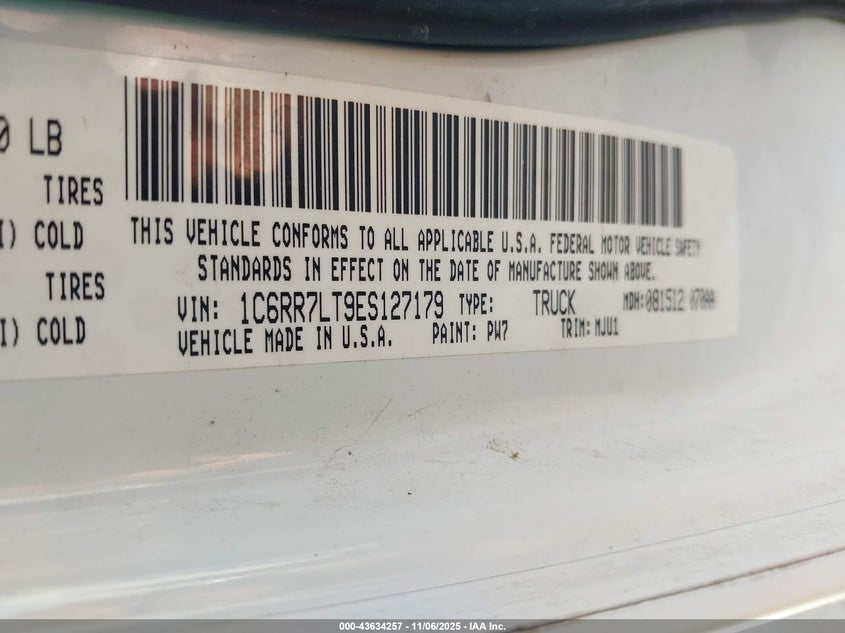 0 LB
TIRES
I) COLD
TIRES
I) COLD
THIS VEHICLE CONFORMS TO ALL APPLICABLE U.S.A. FEDERAL MOTOR VEHICLE SAFETY
STANDARDS IN EFFECT ON THE DATE OF MANUFACTURE SHOWN ABOVE.
VIN: 1C6RR7LT9ES127179 TYPE: TRUCK MDH: 081512 070AA
VEHICLE MADE IN U.S.A. PAINT: PW7 TRIM: MJU1
000-43634257 - 11/06/2025 - IAA Inc.